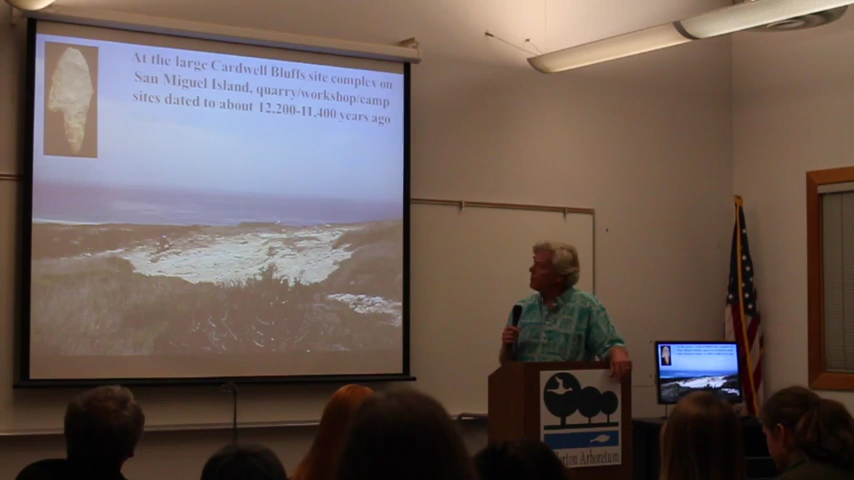 At the large Cardwell Bluffs site complex on
San Miguel Island, quarry/workshop/camp
sites dated to about 12,200-11,400 years ago
Arboretum